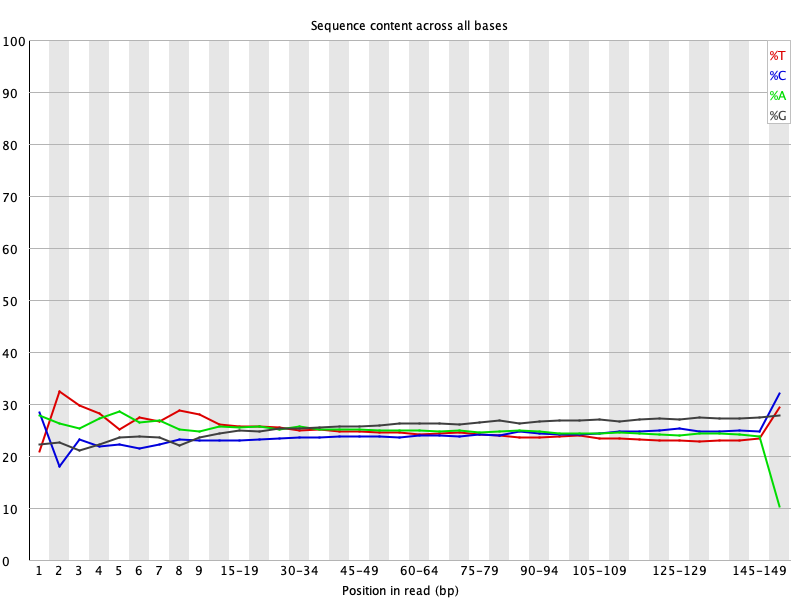 Sequence content across all bases
100
90
80
70
60
50
40
30
20
10
0
%T
%C
%A
%G
1 2 3 4 5 6 7 8 9 15-19 30-34 45-49 60-64 75-79 90-94 105-109 125-129 145-149
Position in read (bp)